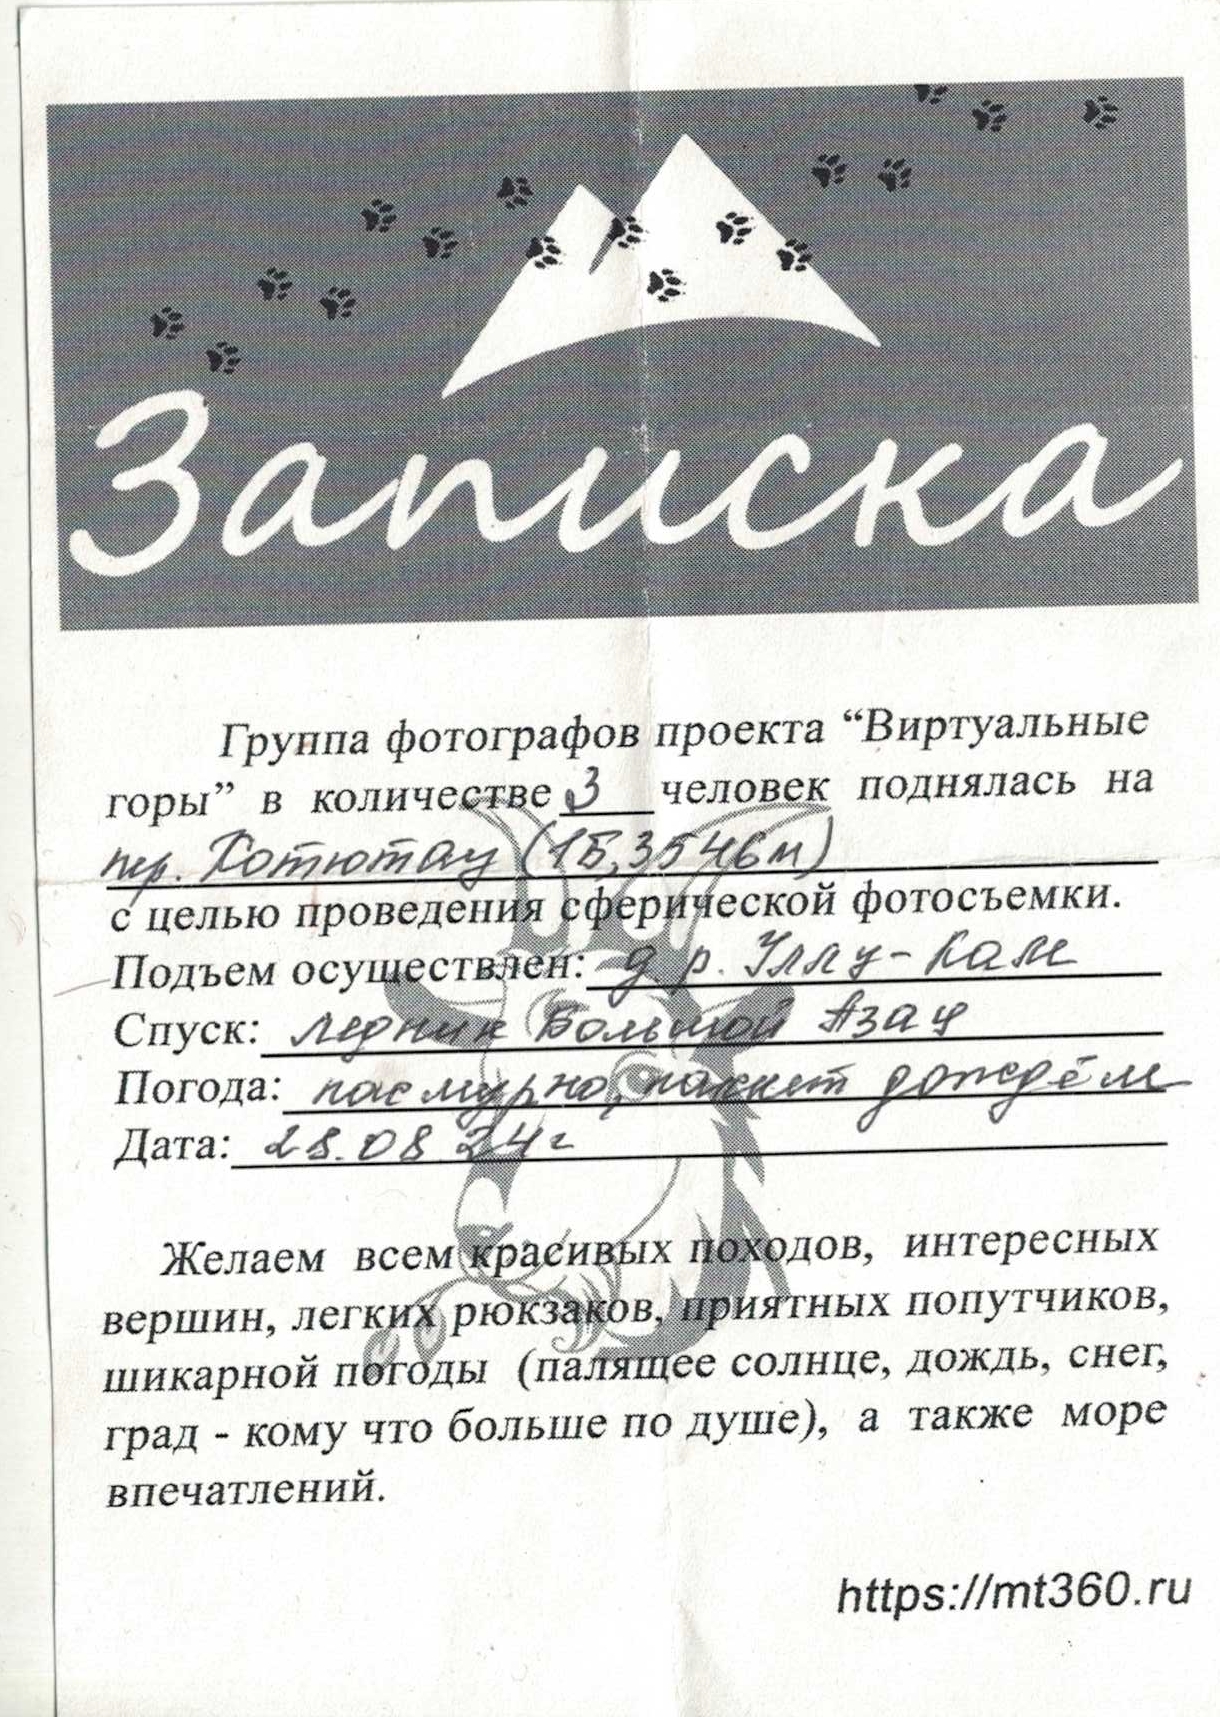 Записка
Группа фотографов проекта “Виртуальные
горы” в количестве 3 человек поднялась на
пер. Хотютау (1Б, 3546м)
с целью проведения сферической фотосъемки.
Подъем осуществлен: д р. Уллу-Кам
Спуск: ледник Большой Азау
Погода: пасмурно, пахнет дождём
Дата: 28.08 24г
Желаем всем красивых походов, интересных
вершин, легких рюкзаков, приятных попутчиков,
шикарной погоды (палящее солнце, дождь, снег,
град - кому что больше по душе), а также море
впечатлений.
https://mt360.ru